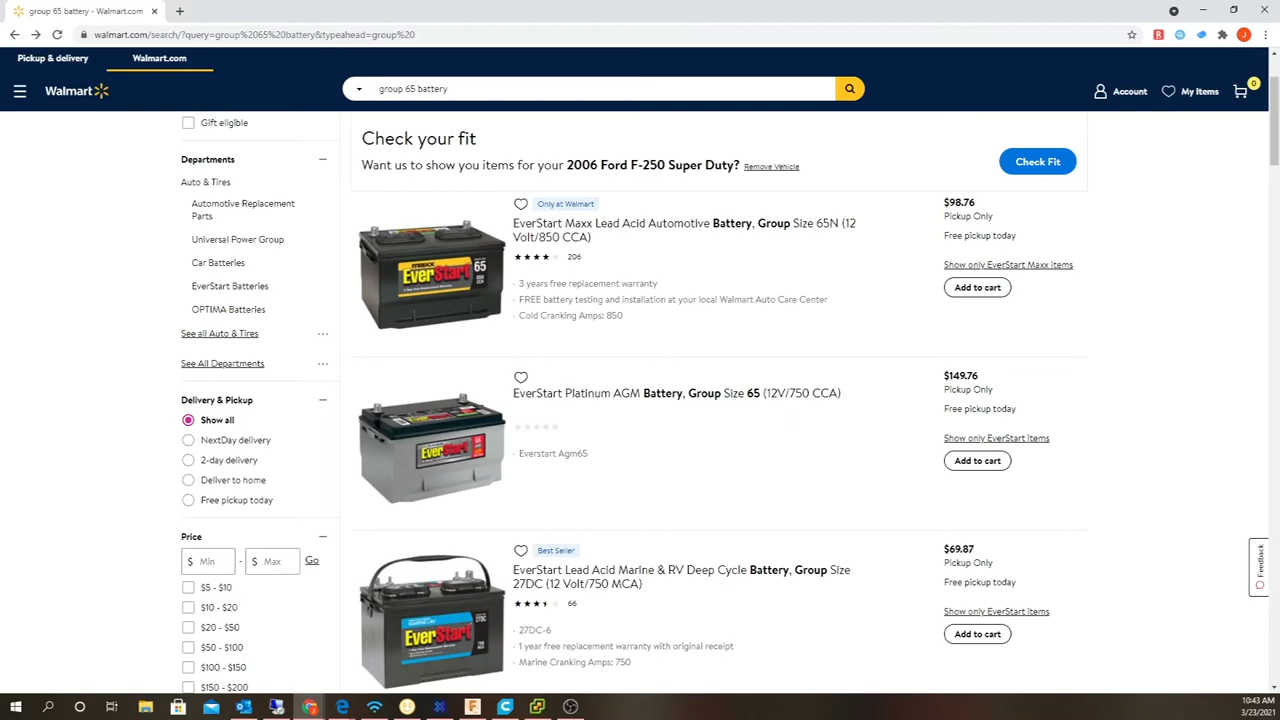 group 65 battery - Walmart.com
walmart.com/search/?query=group%2065%20battery&typeahead=group%20
Pickup & delivery
Walmart.com
Walmart
group 65 battery
Account
My Items
0
Gift eligible
Departments
Auto & Tires
Automotive Replacement
Parts
Universal Power Group
Car Batteries
EverStart Batteries
OPTIMA Batteries
See all Auto & Tires
See All Departments
Delivery & Pickup
Show all
NextDay delivery
2-day delivery
Deliver to home
Free pickup today
Price
$ Min - $ Max Go
$5 - $10
$10 - $20
$20 - $50
$50 - $100
$100 - $150
$150 - $200
Check your fit
Want us to show you items for your 2006 Ford F-250 Super Duty? Remove Vehicle
Check Fit
MAXX
EverStart
65
Only at Walmart
EverStart Maxx Lead Acid Automotive Battery, Group Size 65N (12
Volt/850 CCA)
206
· 3 years free replacement warranty
· FREE battery testing and installation at your local Walmart Auto Care Center
· Cold Cranking Amps: 850
$98.76
Pickup Only
Free pickup today
Show only EverStart Maxx items
Add to cart
EverStart
EverStart Platinum AGM Battery, Group Size 65 (12V/750 CCA)
· Everstart Agm65
$149.76
Pickup Only
Free pickup today
Show only EverStart items
Add to cart
EverStart
Best Seller
EverStart Lead Acid Marine & RV Deep Cycle Battery, Group Size
27DC (12 Volt/750 MCA)
66
· 27DC-6
· 1 year free replacement warranty with original receipt
· Marine Cranking Amps: 750
$69.87
Pickup Only
Free pickup today
Show only EverStart items
Add to cart
Feedback
10:43 AM
3/23/2021